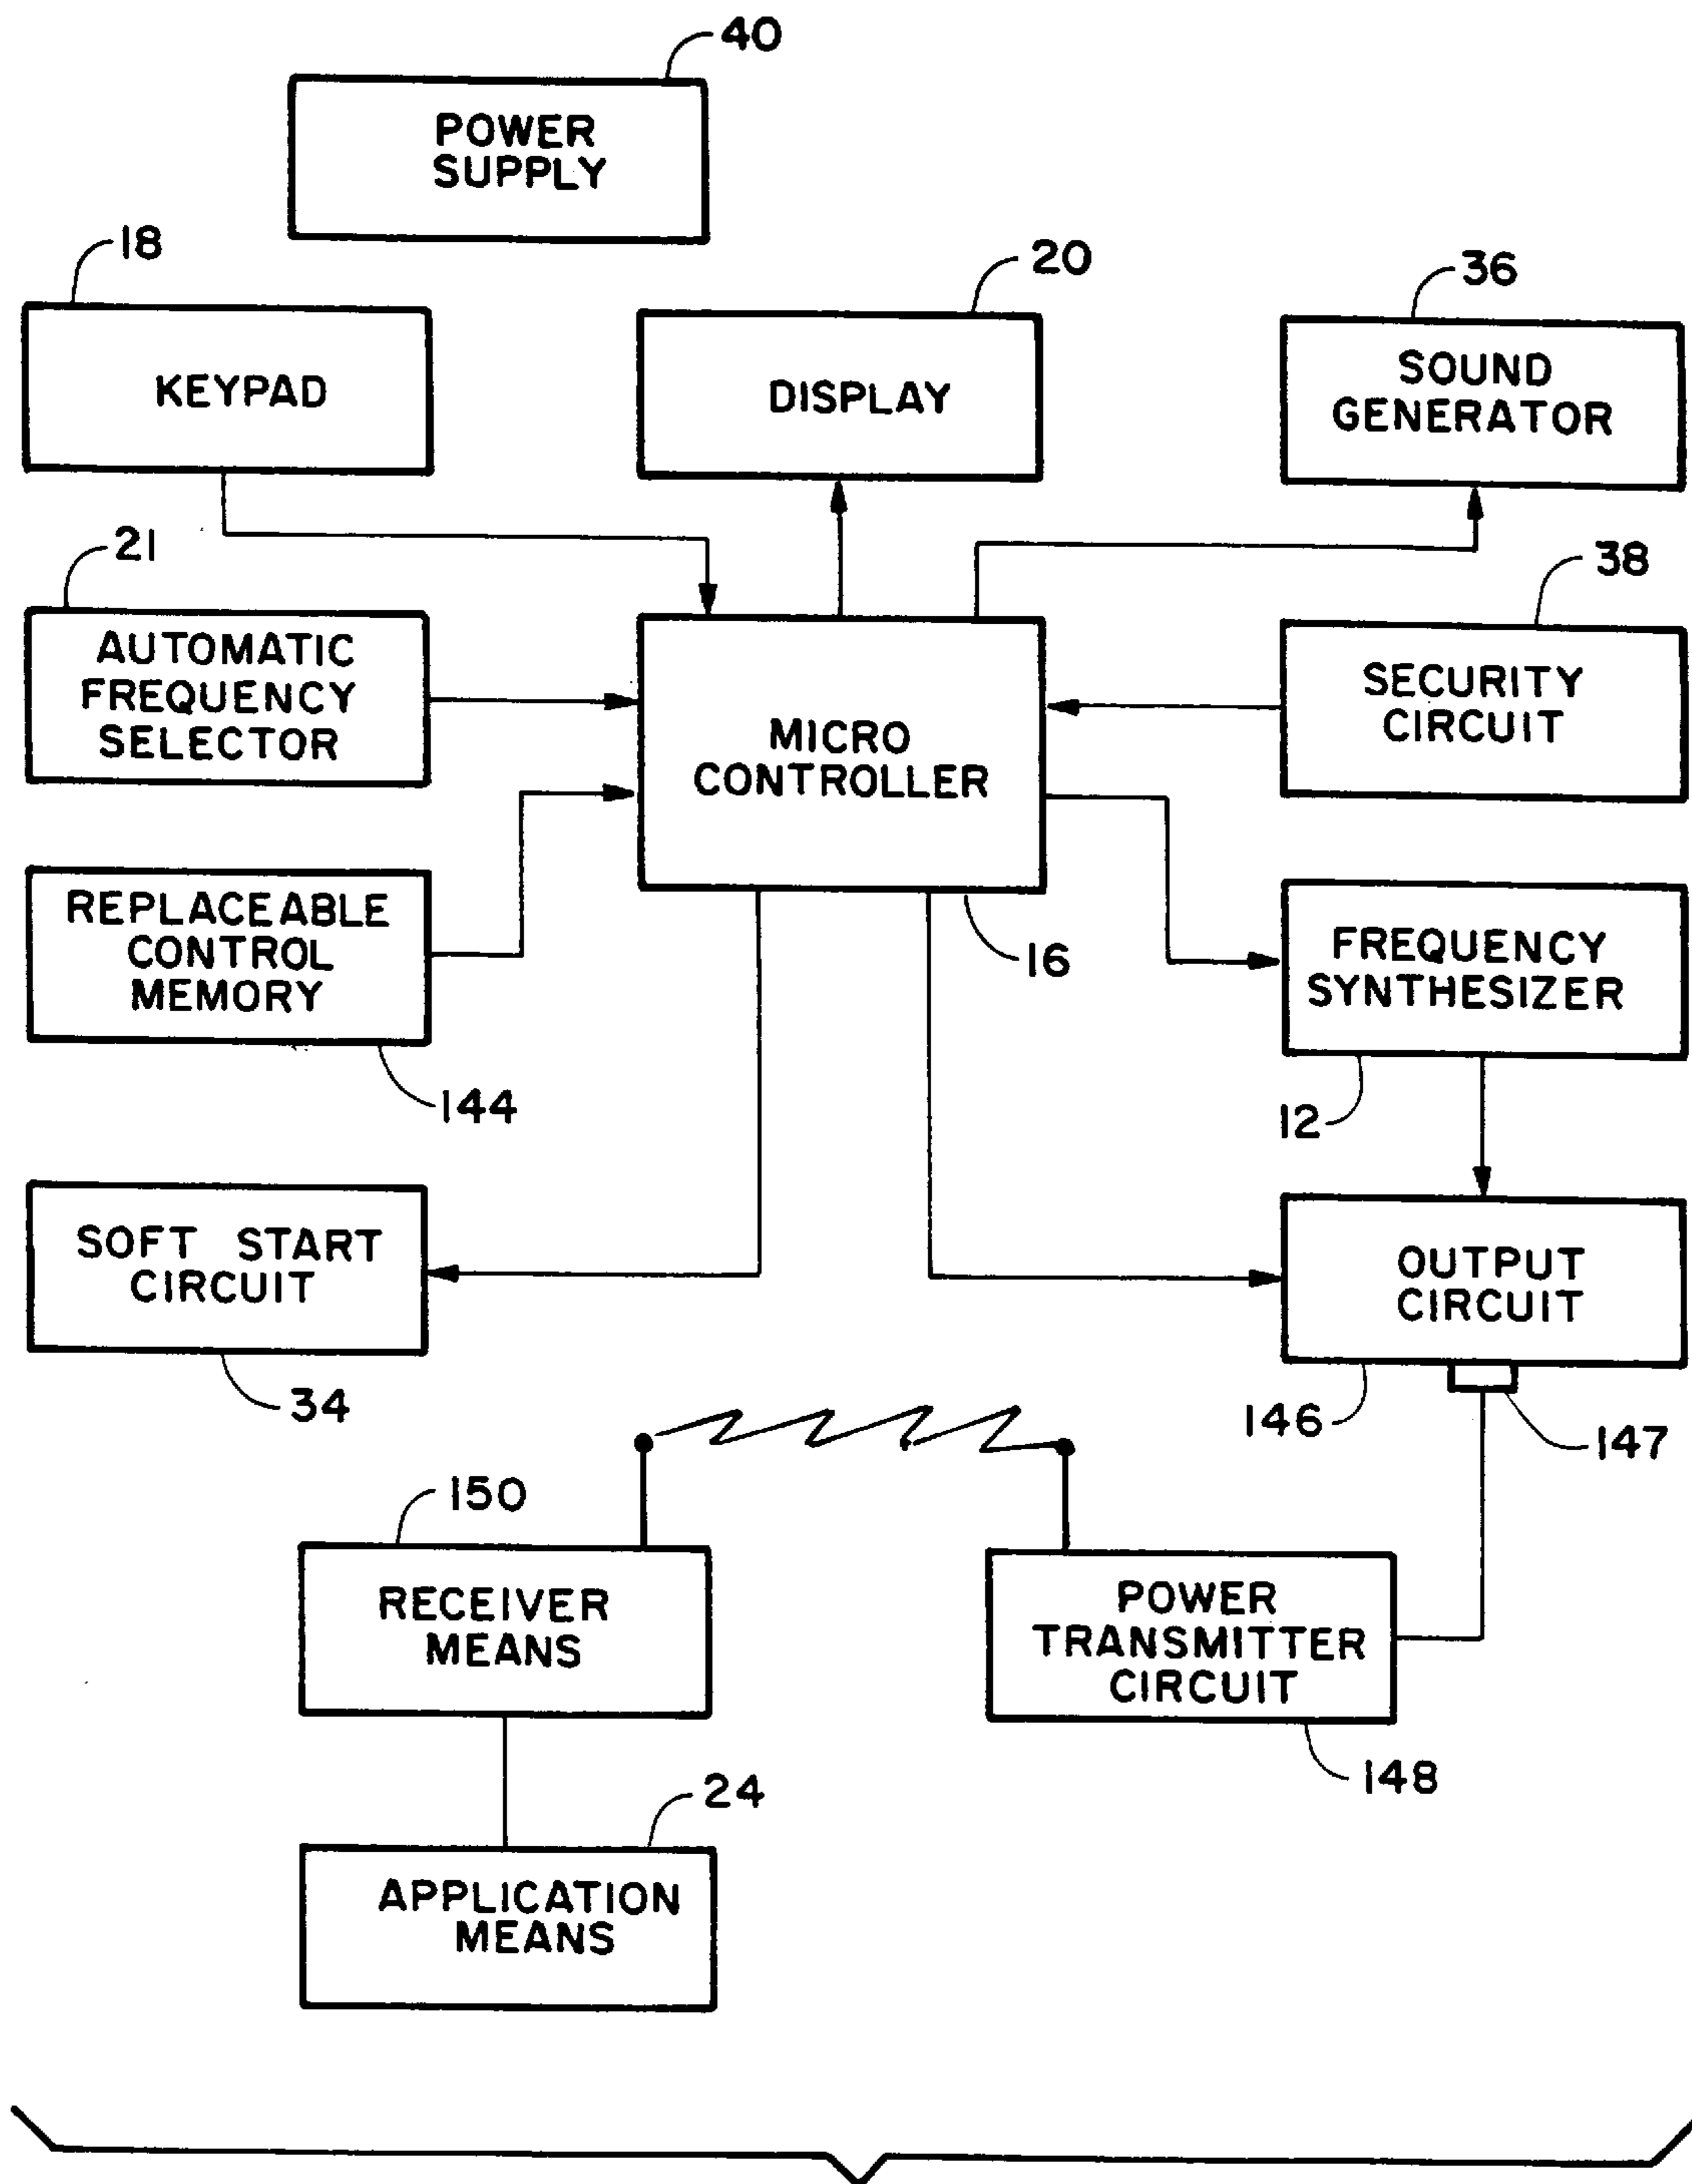 40
POWER
SUPPLY
18
KEYPAD
20
DISPLAY
36
SOUND
GENERATOR
21
AUTOMATIC
FREQUENCY
SELECTOR
MICRO
CONTROLLER
16
38
SECURITY
CIRCUIT
REPLACEABLE
CONTROL
MEMORY
144
FREQUENCY
SYNTHESIZER
12
SOFT START
CIRCUIT
34
OUTPUT
CIRCUIT
146
147
150
RECEIVER
MEANS
POWER
TRANSMITTER
CIRCUIT
148
24
APPLICATION
MEANS